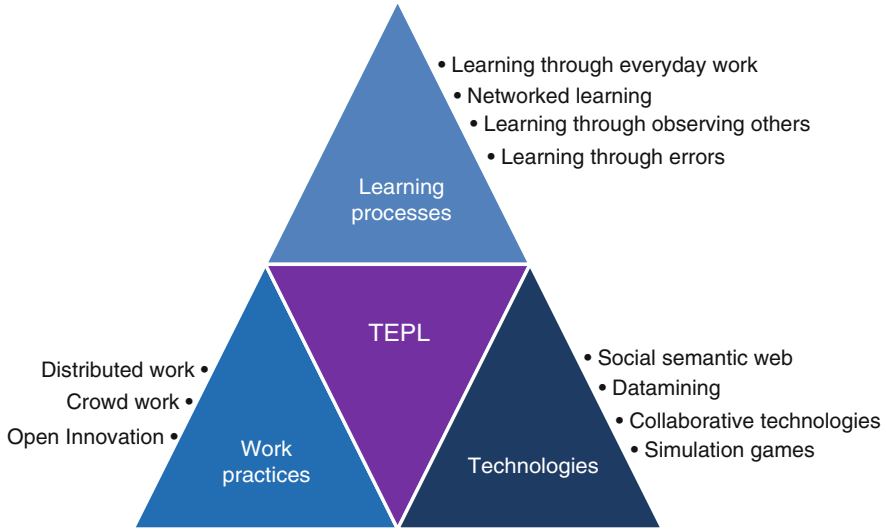 • Learning through everyday work
• Networked learning
• Learning through observing others
• Learning through errors
Learning
processes
TEPL
Distributed work •
Crowd work •
Open Innovation •
Work
practices
• Social semantic web
• Datamining
• Collaborative technologies
• Simulation games
Technologies